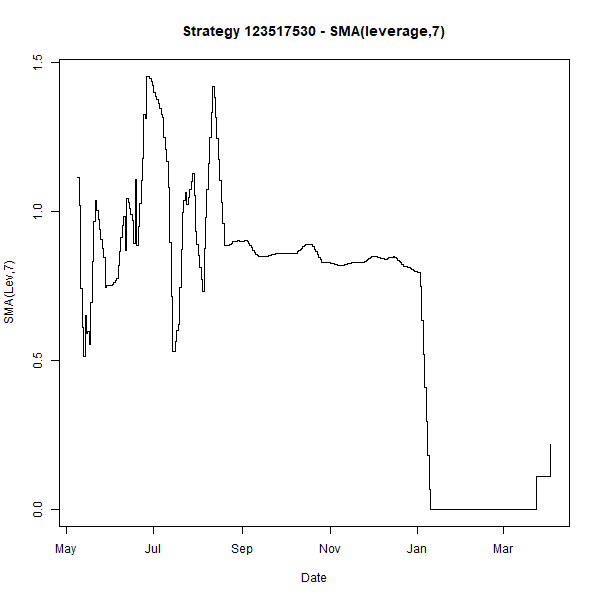 Strategy 123517530 - SMA(leverage,7)
1.5
1.0
0.5
0.0
SMA(Lev,7)
May Jul Sep Nov Jan Mar
Date